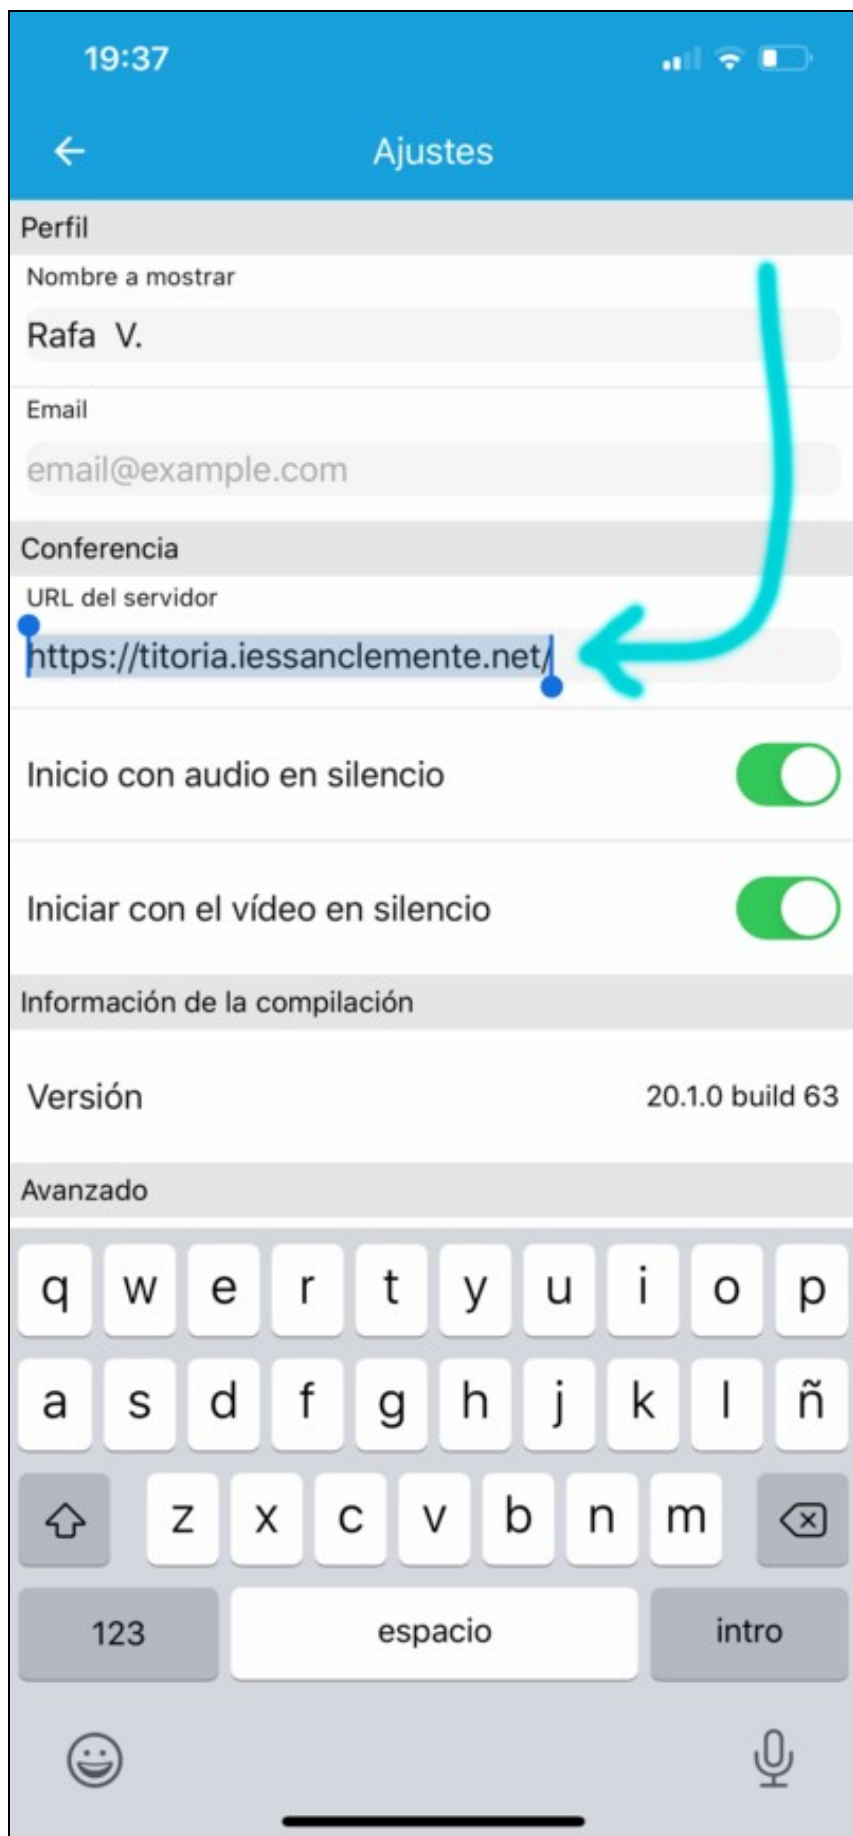 19:37
Ajustes
Perfil
Nombre a mostrar
Rafa  V.
Email
email@example.com
Conferencia
URL del servidor
https://titoria.iessanclemente.net/
Inicio con audio en silencio
Iniciar con el vídeo en silencio
Información de la compilación
Versión 20.1.0 build 63
Avanzado
q w e r t y u i o p
a s d f g h j k l ñ
z x c v b n m
123 espacio intro